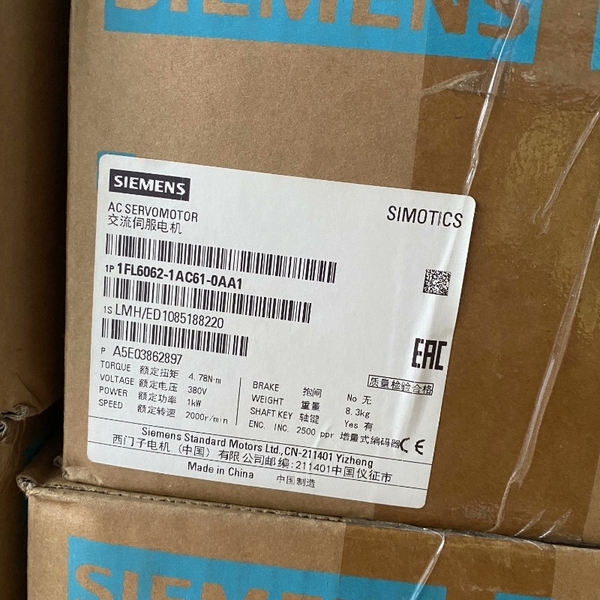 SIEMENS
SIEMENS
SIMOTICS
AC SERVOMOTOR
交流伺服电机
1P 1FL6062-1AC61-0AA1
1S LMH/ED1085188220
P A5E03862897
EAC
质量检验合格
TORQUE 额定扭矩 4.78N·m
VOLTAGE 额定电压 380V
POWER 额定功率 1kW
SPEED 额定转速 2000r/min
BRAKE 抱闸 No 无
WEIGHT 重量 8.3kg
SHAFT KEY 轴键 Yes 有
ENC. INC. 2500 ppr 增量式编码器
CE
Siemens Standard Motors Ltd.,CN-211401 Yizheng
西门子电机（中国）有限公司邮编:211401中国仪征市
Made in China 中国制造
SIEMENS